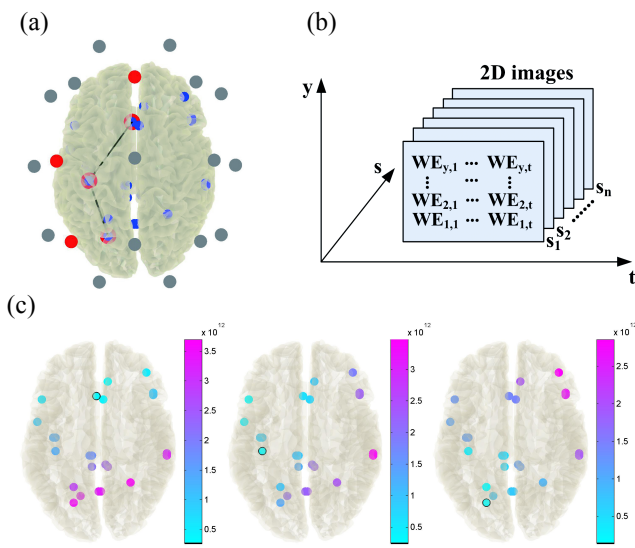 (a)
(b)
2D images
y
s
WE_y,1 ··· WE_y,t
⋮ ⋮
WE_2,1 ··· WE_2,t
WE_1,1 ··· WE_1,t
s_1 s_2 ······ s_n
t
(c)
x 10^12
3.5
3
2.5
2
1.5
1
0.5
x 10^12
3
2.5
2
1.5
1
0.5
x 10^12
2.5
2
1.5
1
0.5